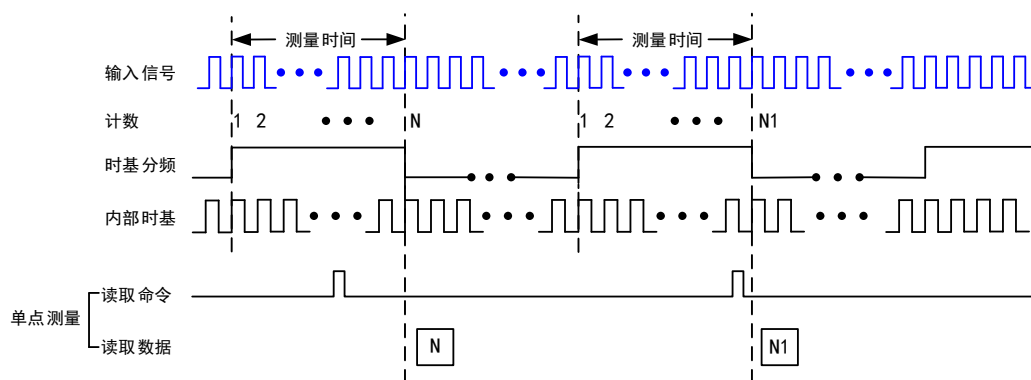 测量时间 测量时间
输入信号
计数 1 2 N 1 2 N1
时基分频
内部时基
读取命令
单点测量
读取数据 N N1